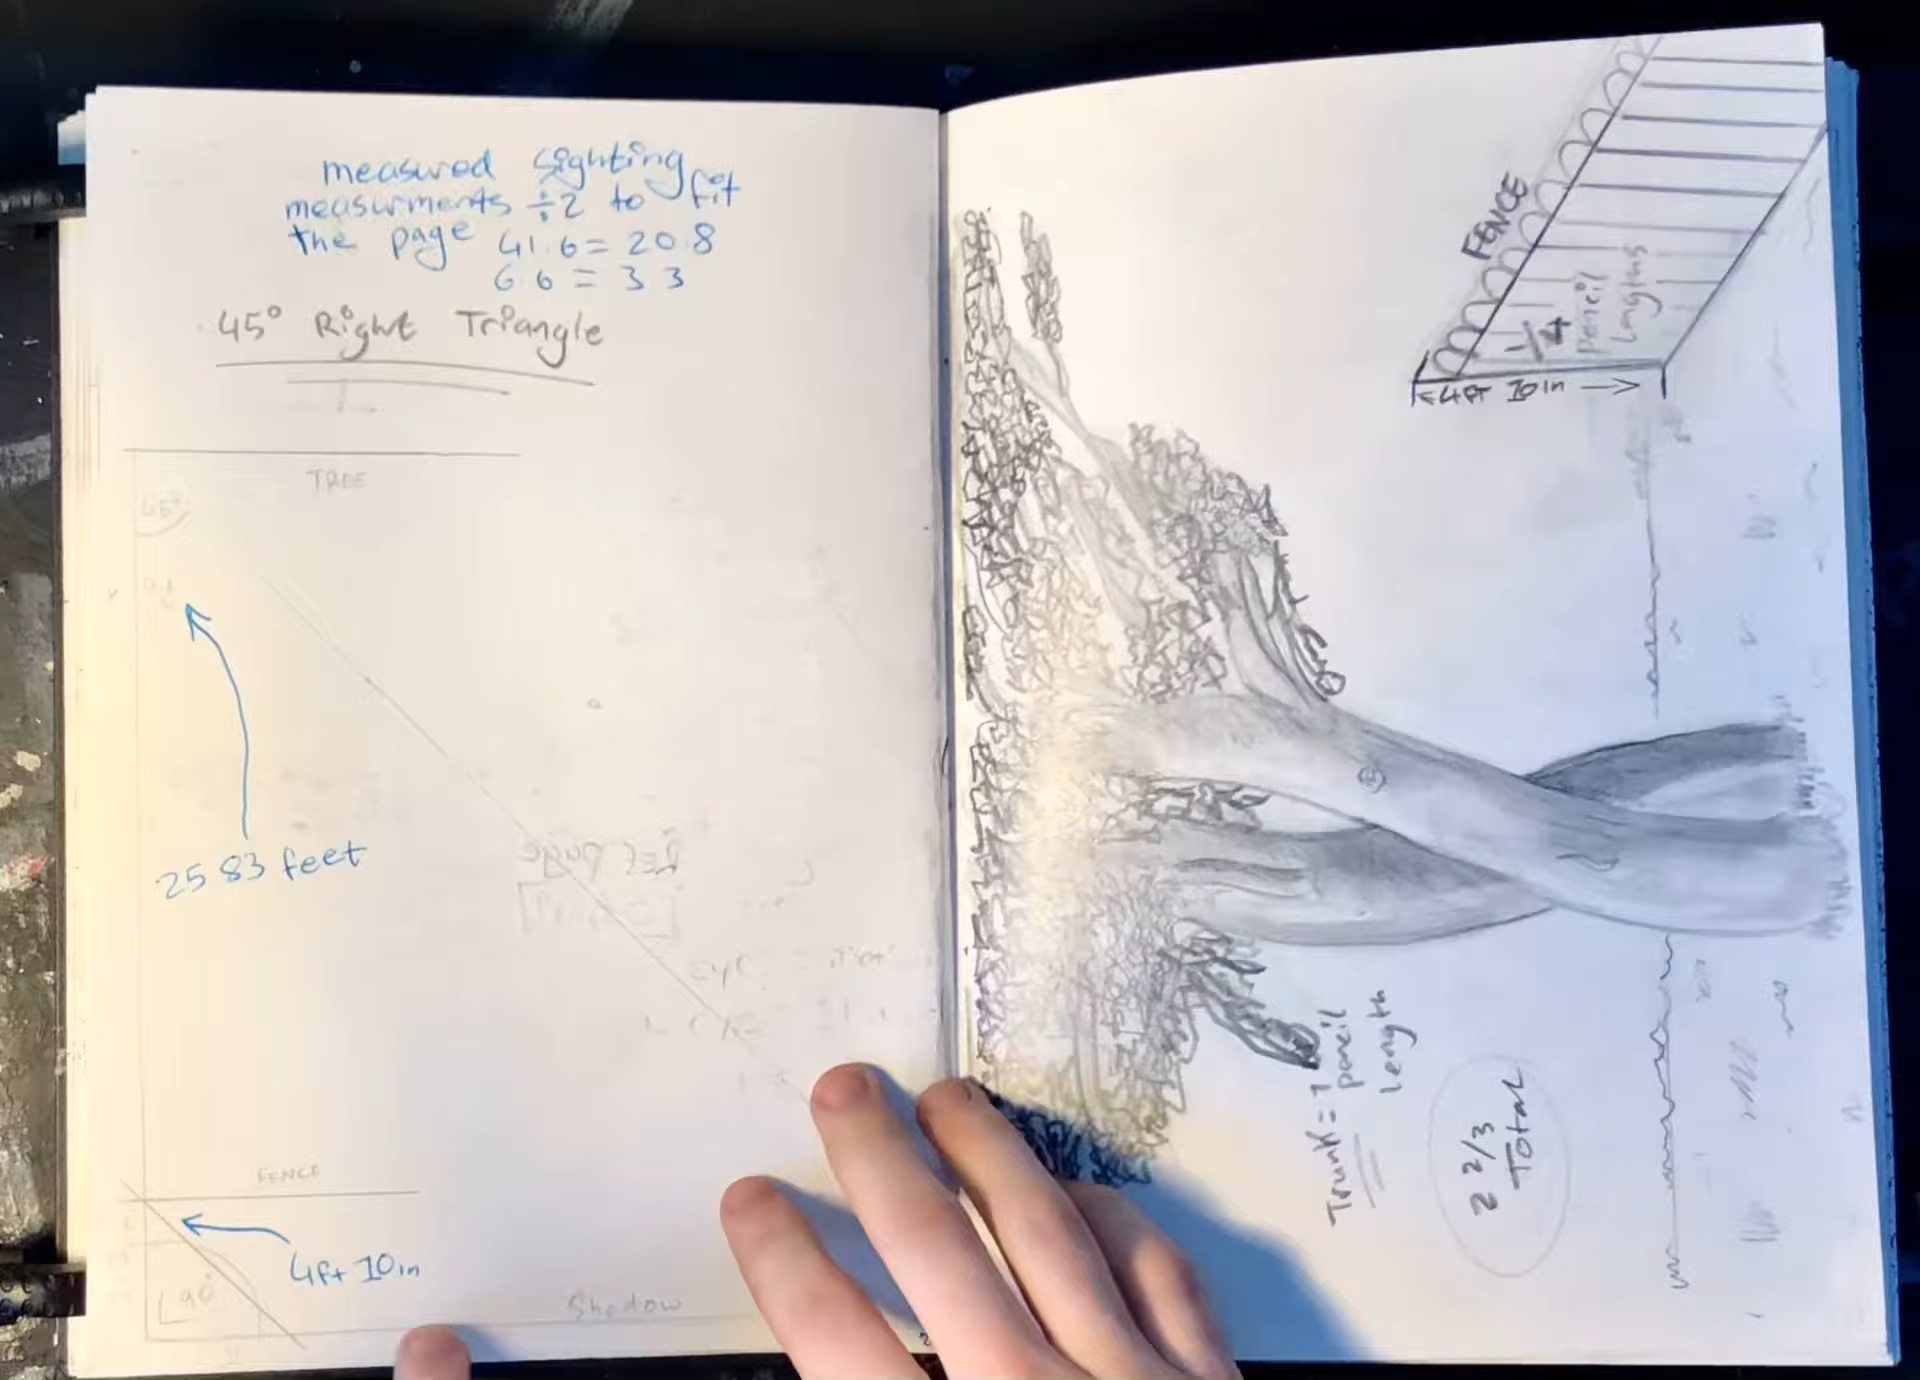 measured sighting
measurments ÷2 to fit
the page 41.6 = 20.8
6.6 = 3.3
45° Right Triangle
TREE
45°
25.83 feet
FENCE
4ft 10in
90°
Shadow
FENCE
1/4
pencil
lengths
4ft 10in
Trunk = 1
pencil
length
2 2/3
Total